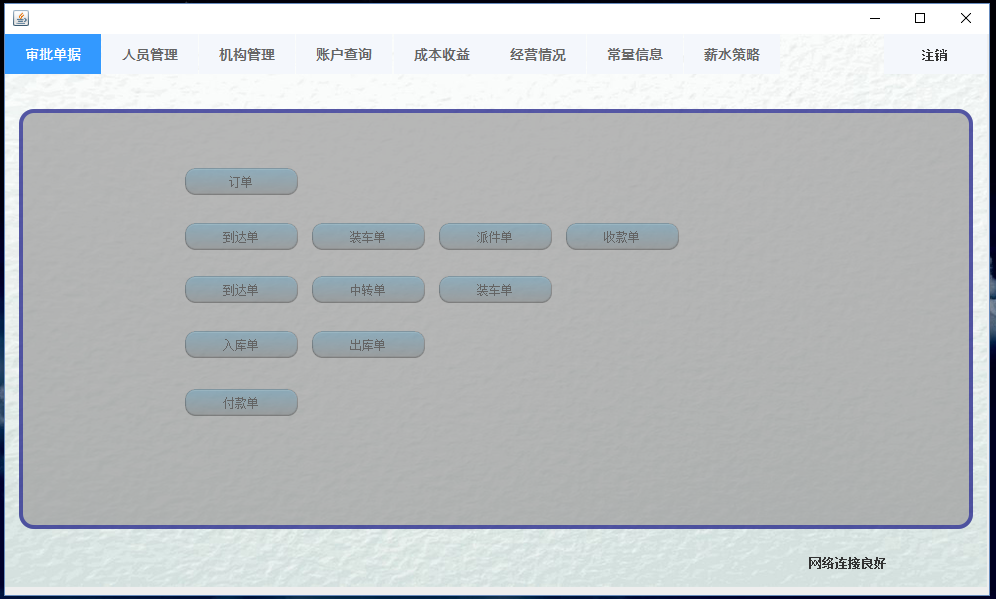 审批单据 人员管理 机构管理 账户查询 成本收益 经营情况 常量信息 薪水策略 注销
订单
到达单 装车单 派件单 收款单
到达单 中转单 装车单
入库单 出库单
付款单
网络连接良好